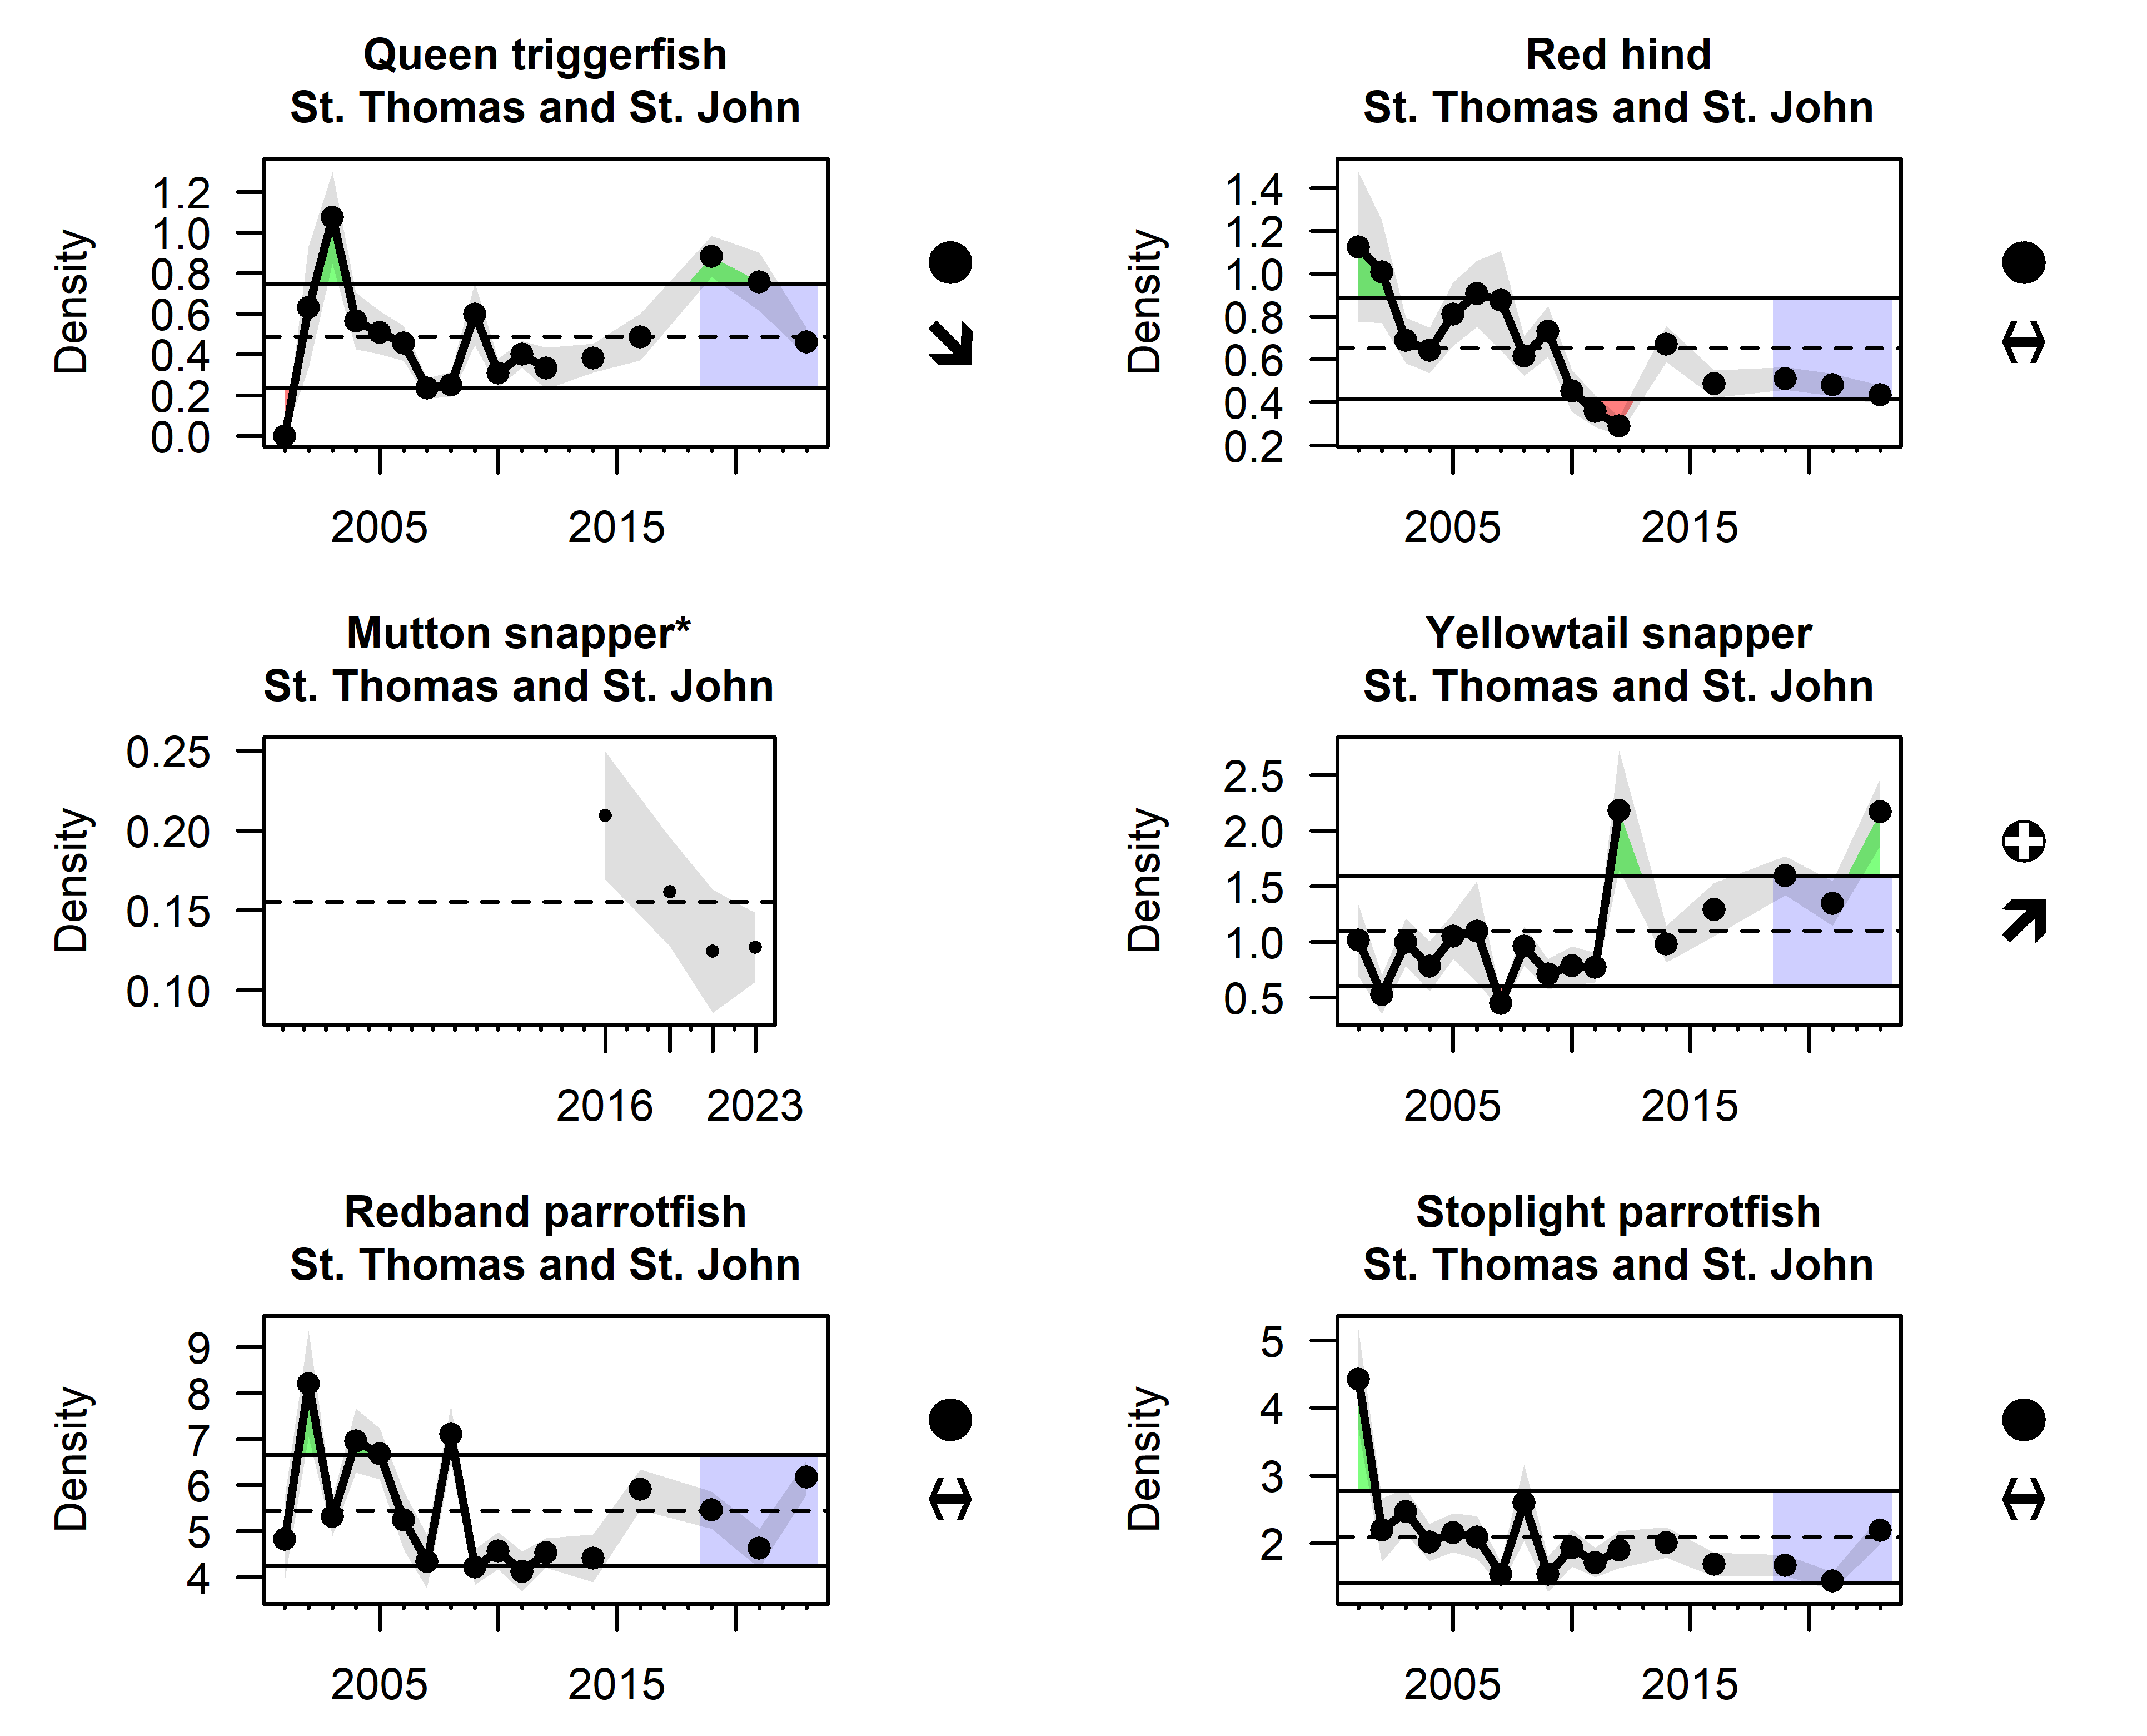 Queen triggerfish
St. Thomas and St. John
Density
1.2
1.0
0.8
0.6
0.4
0.2
0.0
2005 2015
Red hind
St. Thomas and St. John
Density
1.4
1.2
1.0
0.8
0.6
0.4
0.2
2005 2015
Mutton snapper*
St. Thomas and St. John
Density
0.25
0.20
0.15
0.10
2016 2023
Yellowtail snapper
St. Thomas and St. John
Density
2.5
2.0
1.5
1.0
0.5
2005 2015
Redband parrotfish
St. Thomas and St. John
Density
9
8
7
6
5
4
2005 2015
Stoplight parrotfish
St. Thomas and St. John
Density
5
4
3
2
2005 2015